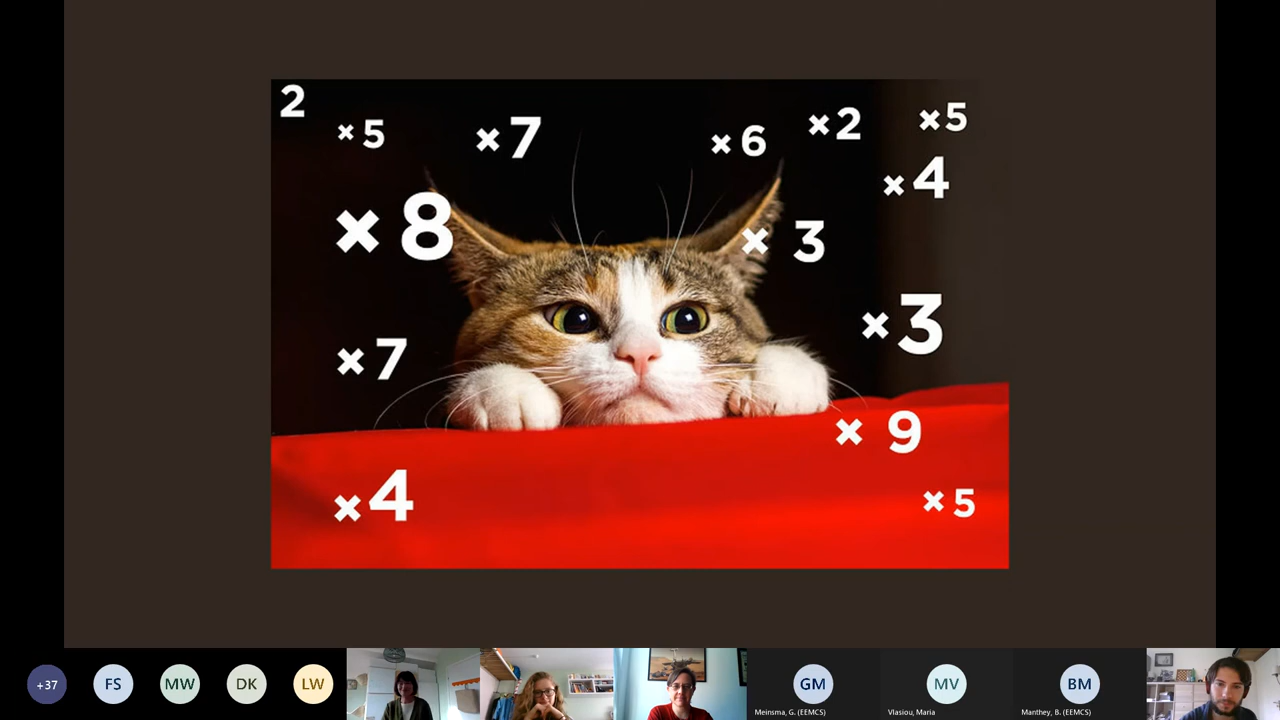 2
×5
×7
×6
×2
×5
×4
×8
×3
×3
×7
×9
×4
×5
+37
FS
MW
DK
LW
GM
MV
BM
Meinsma, G. (EEMCS)
Vlasiou, Maria
Manthey, B. (EEMCS)